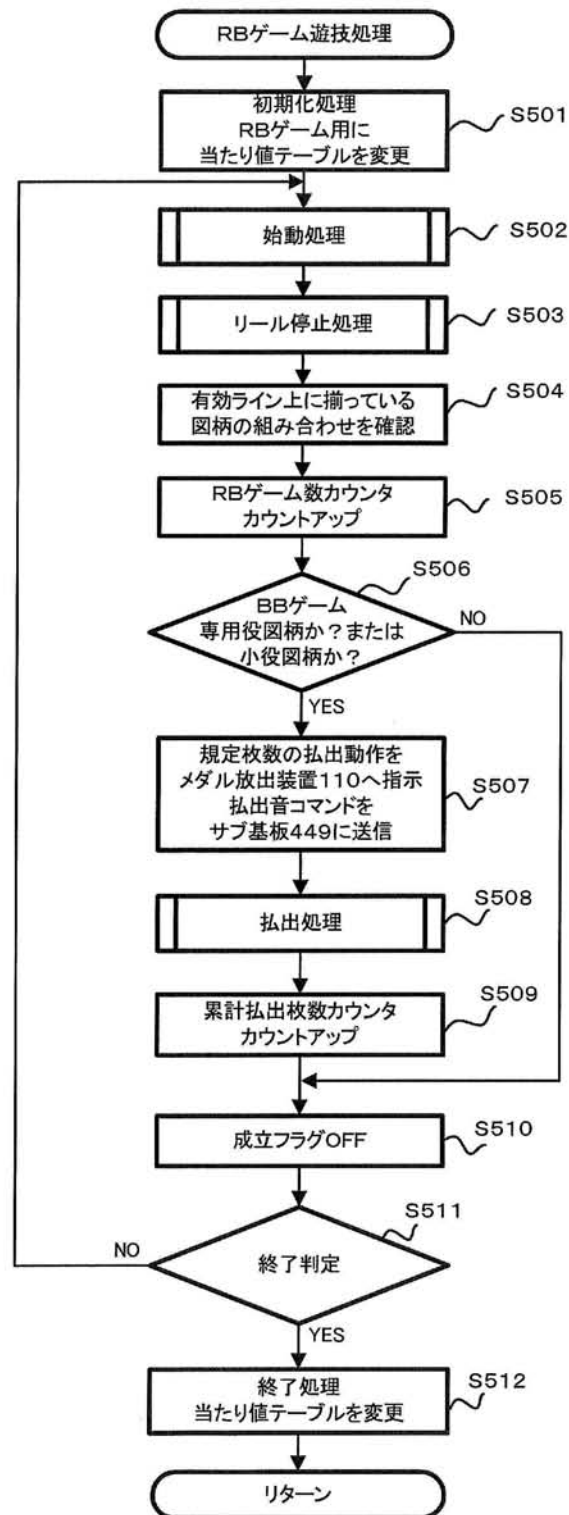 RBゲーム遊技処理
初期化処理
RBゲーム用に
当たり値テーブルを変更
S501
始動処理
S502
リール停止処理
S503
有効ライン上に揃っている
図柄の組み合わせを確認
S504
RBゲーム数カウンタ
カウントアップ
S505
S506
BBゲーム
専用役図柄か？または
小役図柄か？
NO
YES
規定枚数の払出動作を
メダル放出装置110へ指示
払出音コマンドを
サブ基板449に送信
S507
払出処理
S508
累計払出枚数カウンタ
カウントアップ
S509
成立フラグOFF
S510
S511
終了判定
NO
YES
終了処理
当たり値テーブルを変更
S512
リターン